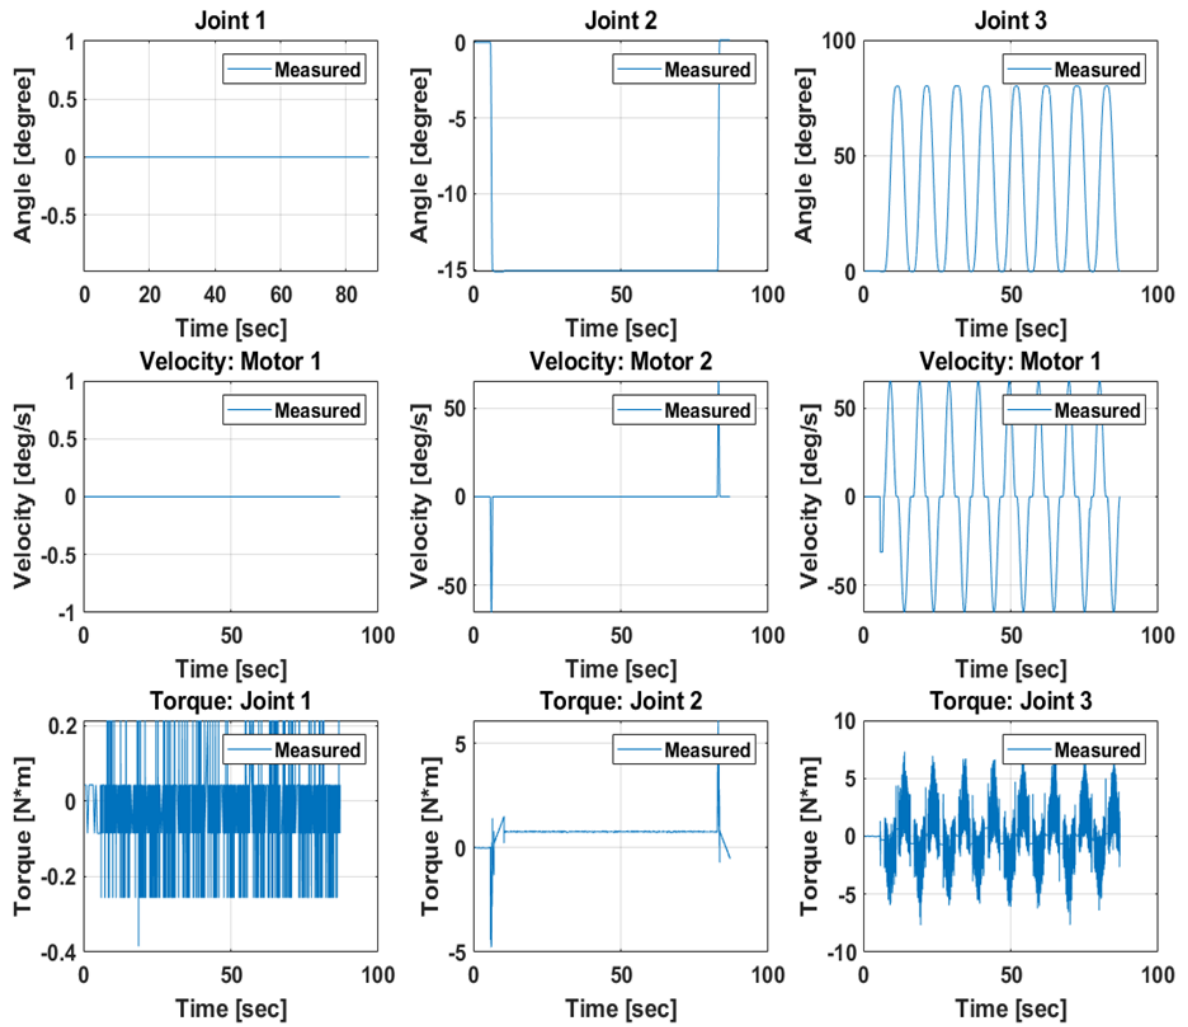 Joint 1
Joint 2
Joint 3
1
0.5
0
-0.5
Angle [degree]
Measured
0
20
40
60
80
Time [sec]
0
-5
-10
-15
Angle [degree]
Measured
0
50
100
Time [sec]
100
50
0
Angle [degree]
Measured
0
50
100
Time [sec]
Velocity: Motor 1
Velocity: Motor 2
Velocity: Motor 1
1
0.5
0
-0.5
-1
Velocity [deg/s]
Measured
0
50
100
Time [sec]
50
0
-50
Velocity [deg/s]
Measured
0
50
100
Time [sec]
50
0
-50
Velocity [deg/s]
Measured
0
50
100
Time [sec]
Torque: Joint 1
Torque: Joint 2
Torque: Joint 3
0.2
0
-0.2
-0.4
Torque [N*m]
Measured
0
50
100
Time [sec]
5
0
-5
Torque [N*m]
Measured
0
50
100
Time [sec]
10
5
0
-5
-10
Torque [N*m]
Measured
0
50
100
Time [sec]